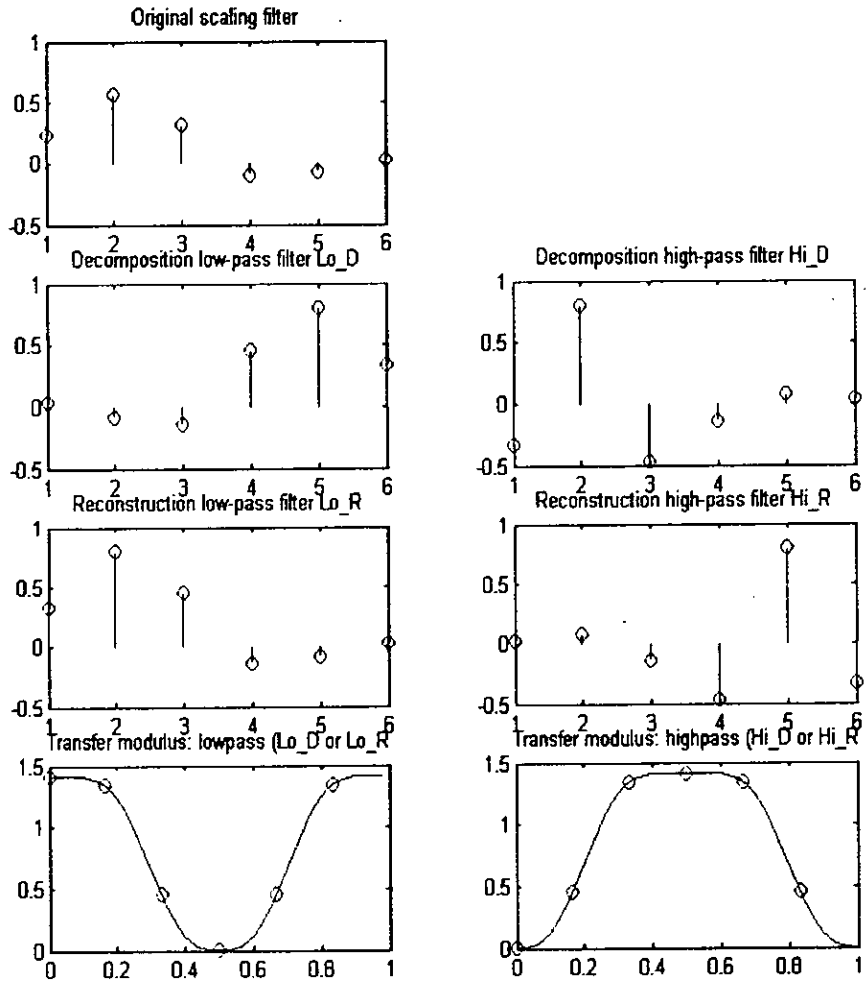 Original scaling filter
1
0.5
0
-0.5
1 2 3 4 5 6
Decomposition low-pass filter Lo_D
1
0.5
0
-0.5
1 2 3 4 5 6
Decomposition high-pass filter Hi_D
1
0.5
0
-0.5
1 2 3 4 5 6
Reconstruction low-pass filter Lo_R
1
0.5
0
-0.5
1 2 3 4 5 6
Reconstruction high-pass filter Hi_R
1
0.5
0
-0.5
1 2 3 4 5 6
Transfer modulus: lowpass (Lo_D or Lo_R
1.5
1
0.5
0
0 0.2 0.4 0.6 0.8 1
Transfer modulus: highpass (Hi_D or Hi_R
1.5
1
0.5
0
0 0.2 0.4 0.6 0.8 1